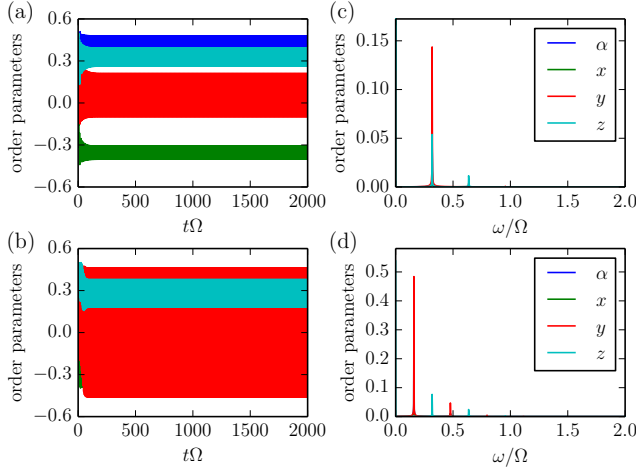 (a)
order parameters
0.6
0.3
0.0
−0.3
−0.6
0
500
1000
1500
2000
tΩ
(c)
order parameters
0.15
0.10
0.05
0.00
0.0
0.5
1.0
1.5
2.0
ω/Ω
α
x
y
z
(b)
order parameters
0.6
0.3
0.0
−0.3
−0.6
0
500
1000
1500
2000
tΩ
(d)
order parameters
0.5
0.4
0.3
0.2
0.1
0.0
0.0
0.5
1.0
1.5
2.0
ω/Ω
α
x
y
z